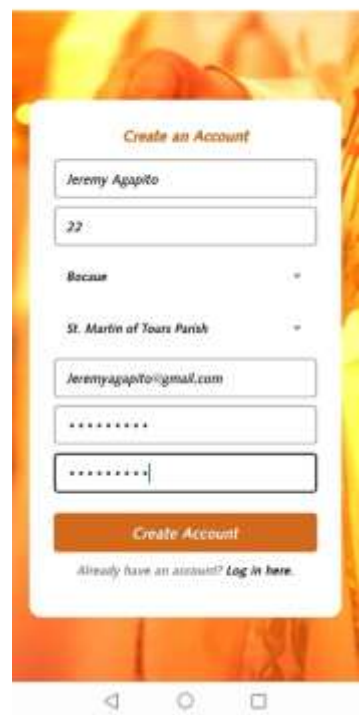 Create an Account
Jeremy Agapito
22
Bocaue
St. Martin of Tours Parish
Jeremyagapito@gmail.com
•••••••••
•••••••••
Create Account
Already have an account? Log in here.